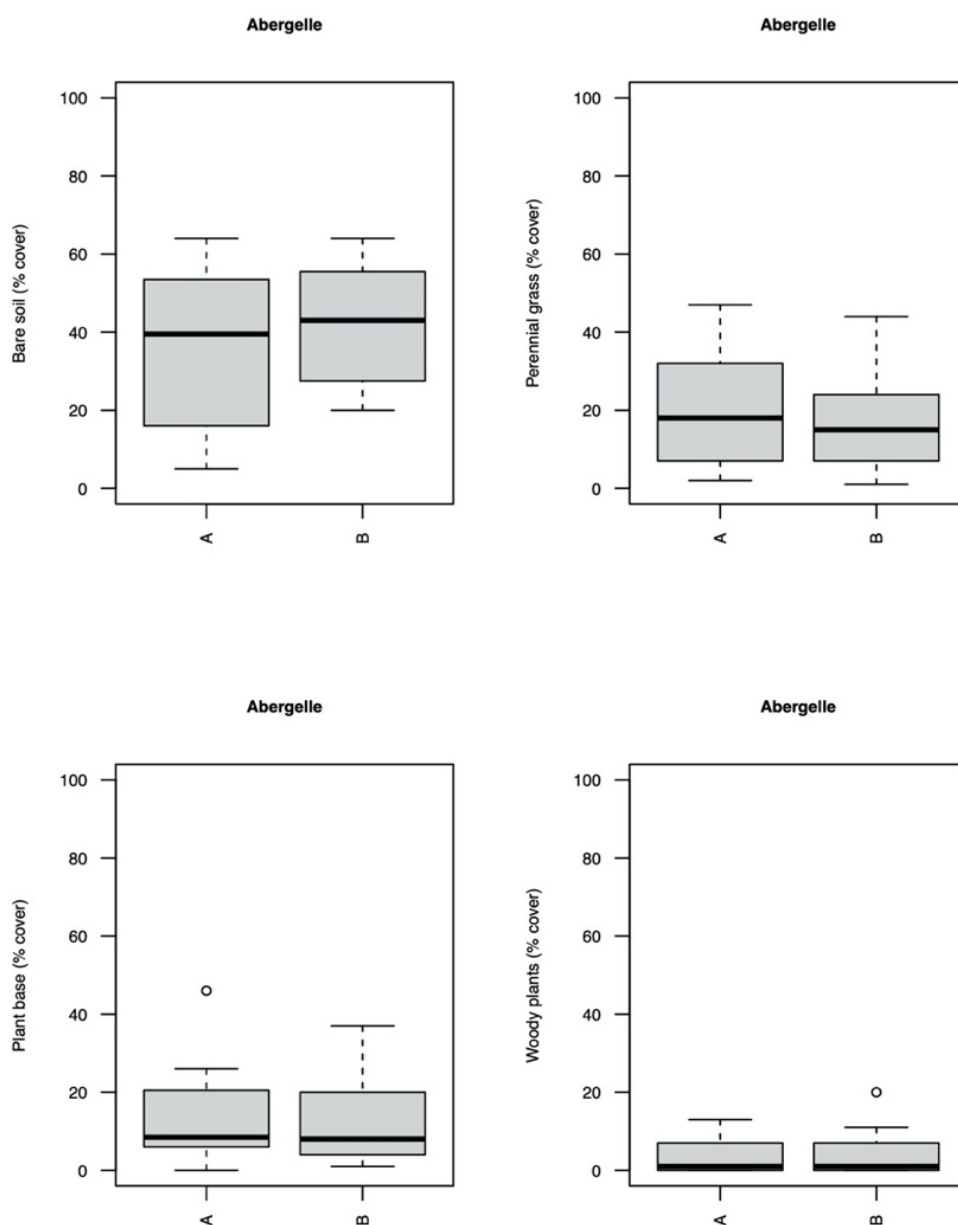 Abergelle
Bare soil (% cover)
100
80
60
40
20
0
A
B
Abergelle
Perennial grass (% cover)
100
80
60
40
20
0
A
B
Abergelle
Plant base (% cover)
100
80
60
40
20
0
A
B
Abergelle
Woody plants (% cover)
100
80
60
40
20
0
A
B